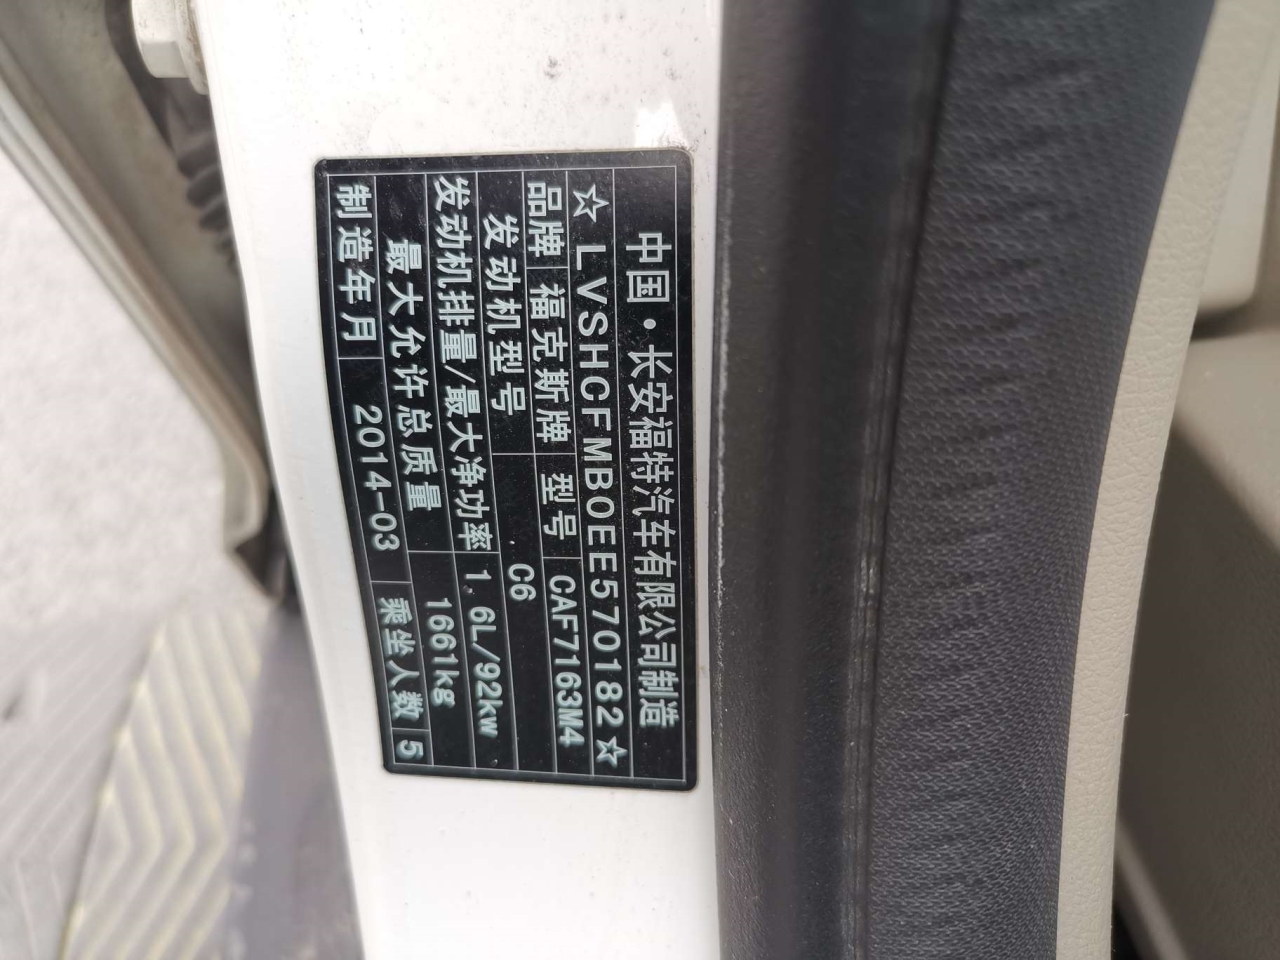 中国·长安福特汽车有限公司制造
☆LVSHCFMB0EE570182☆
品牌 福克斯牌 型号 CAF7163M4
发动机型号 C6
发动机排量/最大净功率 1.6L/92kw
最大允许总质量 1661kg
制造年月 2014-03 乘坐人数 5